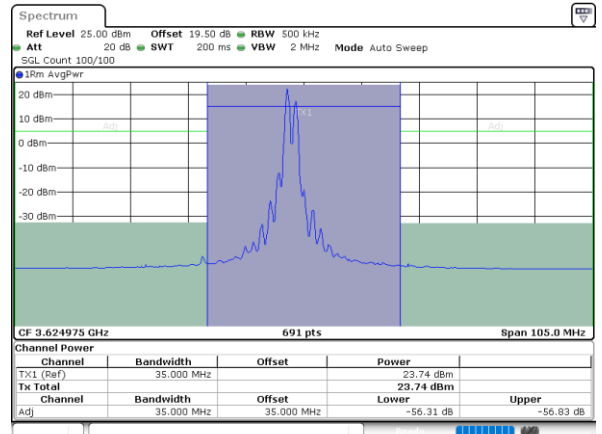 Spectrum
Ref Level 25.00 dBm Offset 19.50 dB RBW 500 kHz
Att 20 dB SWT 200 ms VBW 2 MHz Mode Auto Sweep
SGL Count 100/100
1Rm AvgPwr
20 dBm
TX1
10 dBm
Adj Adj
0 dBm
-10 dBm
-20 dBm
-30 dBm
CF 3.624975 GHz 691 pts Span 105.0 MHz
Channel Power
Channel Bandwidth Offset Power
TX1 (Ref) 35.000 MHz 23.74 dBm
Tx Total 23.74 dBm
Channel Bandwidth Offset Lower Upper
Adj 35.000 MHz 35.000 MHz -56.31 dB -56.83 dB